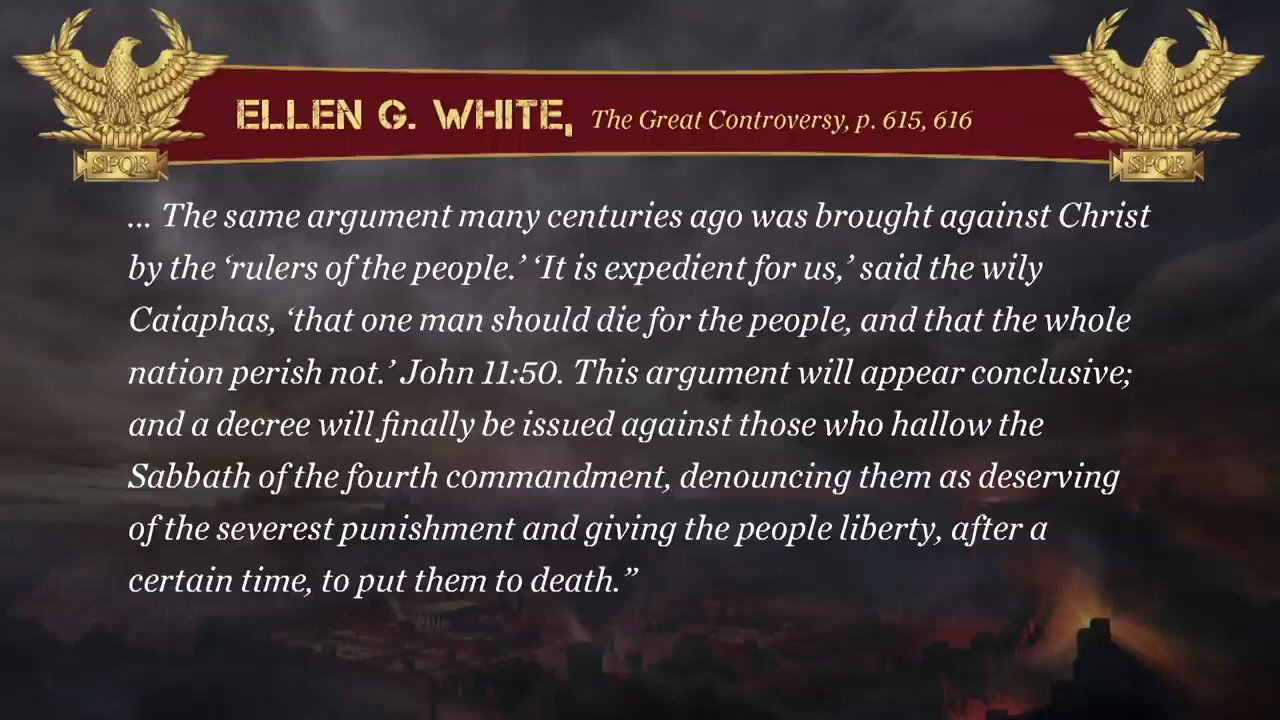 ELLEN G. WHITE, The Great Controversy, p. 615, 616
SPQR
SPQR
... The same argument many centuries ago was brought against Christ
by the ‘rulers of the people.’ ‘It is expedient for us,’ said the wily
Caiaphas, ‘that one man should die for the people, and that the whole
nation perish not.’ John 11:50. This argument will appear conclusive;
and a decree will finally be issued against those who hallow the
Sabbath of the fourth commandment, denouncing them as deserving
of the severest punishment and giving the people liberty, after a
certain time, to put them to death.”